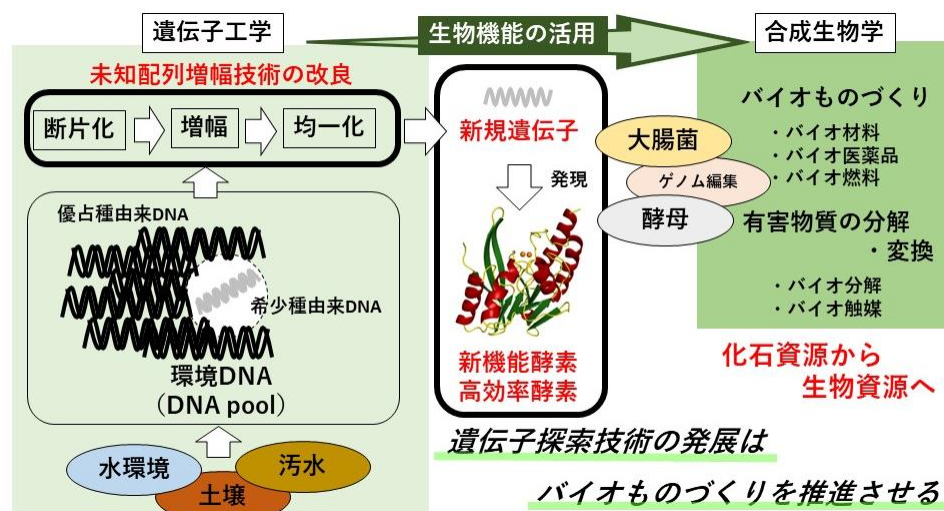 遺伝子工学
生物機能の活用
合成生物学
未知配列増幅技術の改良
断片化
増幅
均一化
優占種由来DNA
希少種由来DNA
環境DNA
（DNA pool）
水環境
汚水
土壌
新規遺伝子
発現
新機能酵素
高効率酵素
大腸菌
ゲノム編集
酵母
バイオものづくり
・バイオ材料
・バイオ医薬品
・バイオ燃料
有害物質の分解
・変換
・バイオ分解
・バイオ触媒
化石資源から
生物資源へ
遺伝子探索技術の発展は
バイオものづくりを推進させる